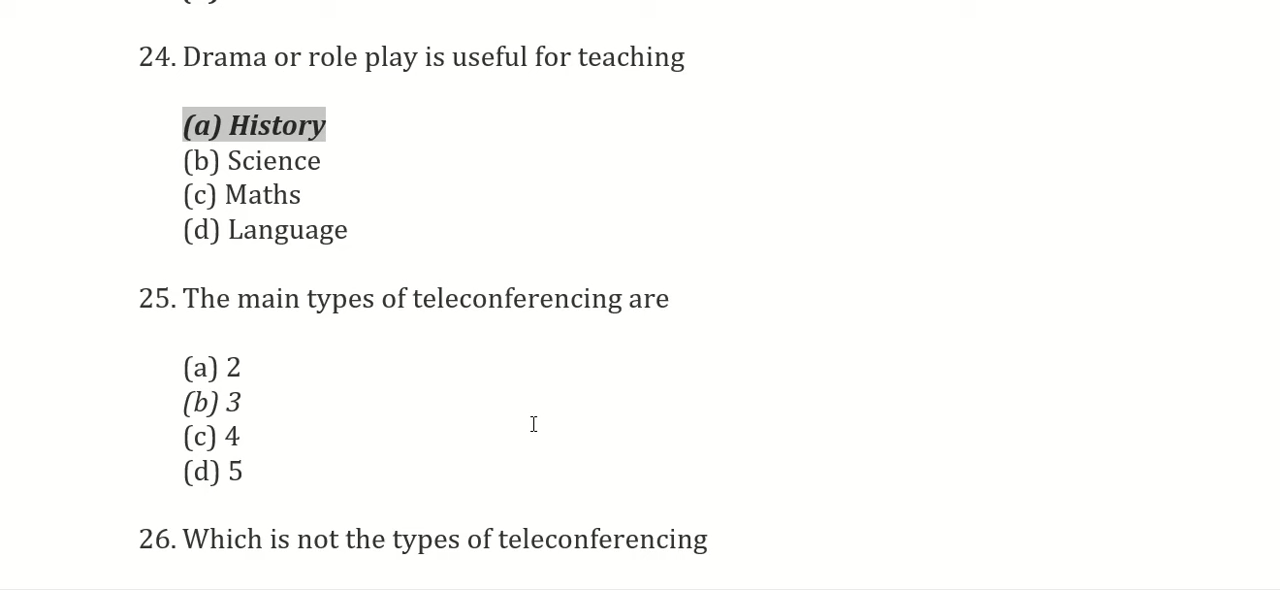 24. Drama or role play is useful for teaching
(a) History
(b) Science
(c) Maths
(d) Language
25. The main types of teleconferencing are
(a) 2
(b) 3
(c) 4
(d) 5
26. Which is not the types of teleconferencing